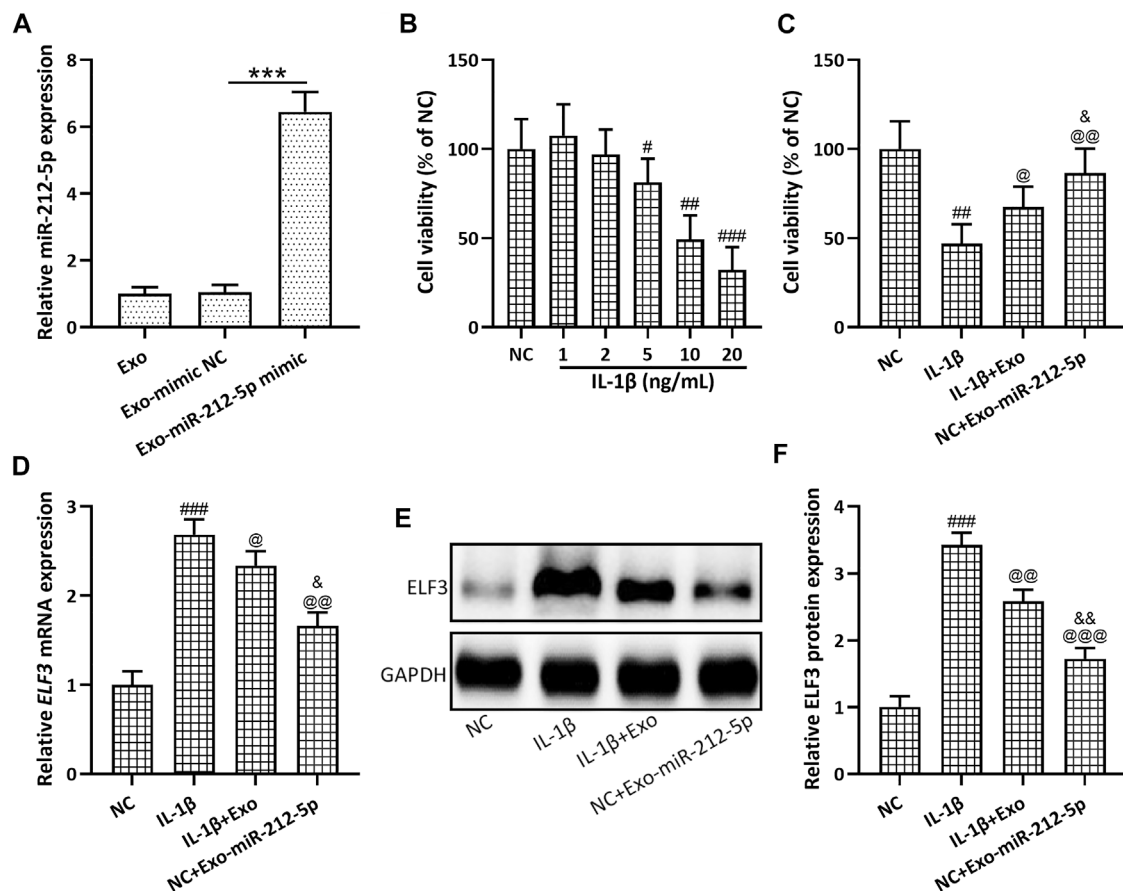 A
Relative miR-212-5p expression
8
6
4
2
0
***
Exo
Exo-mimic NC
Exo-miR-212-5p mimic
B
Cell viability (% of NC)
150
100
50
0
#
##
###
NC
1
2
5
10
20
IL-1β (ng/mL)
C
Cell viability (% of NC)
150
100
50
0
##
@
&
@@
NC
IL-1β
IL-1β+Exo
NC+Exo-miR-212-5p
D
Relative ELF3 mRNA expression
3
2
1
0
###
@
&
@@
NC
IL-1β
IL-1β+Exo
NC+Exo-miR-212-5p
E
ELF3
GAPDH
NC
IL-1β
IL-1β+Exo
NC+Exo-miR-212-5p
F
Relative ELF3 protein expression
4
3
2
1
0
###
@@
&&
@@@
NC
IL-1β
IL-1β+Exo
NC+Exo-miR-212-5p